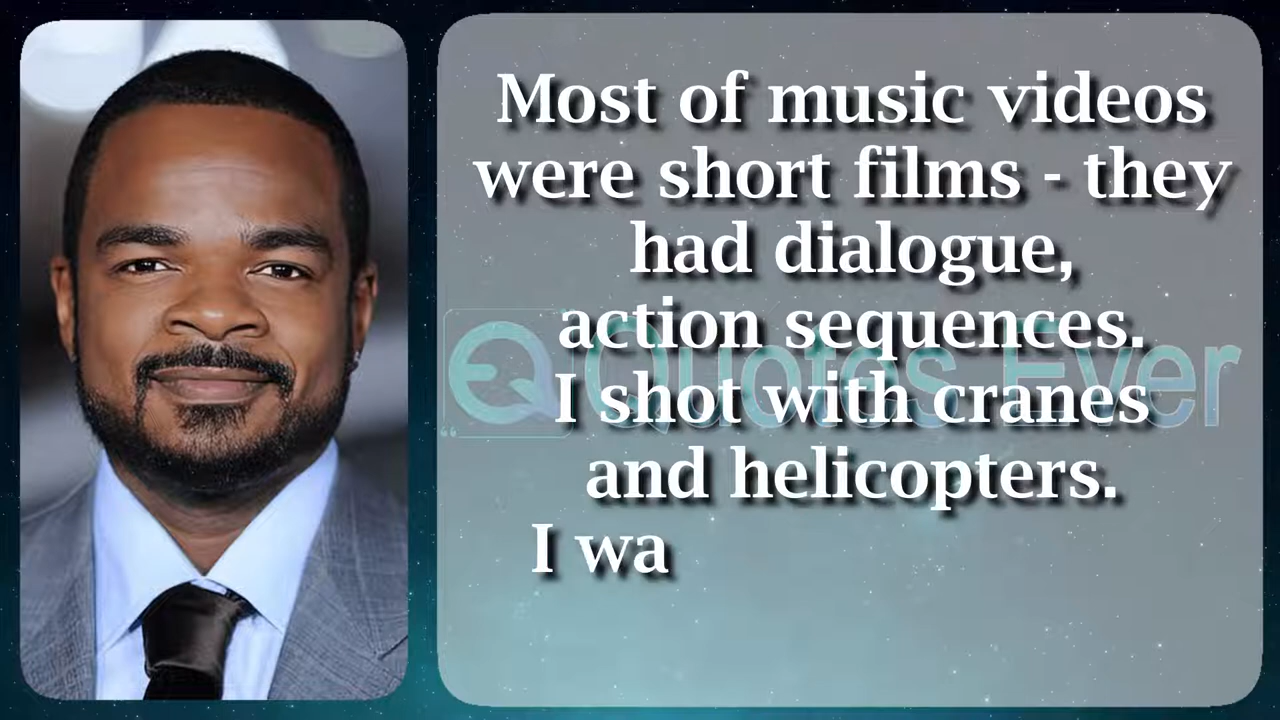 Most of music videos
were short films - they
had dialogue,
action sequences.
I shot with cranes
and helicopters.
I wa
EQ Quotes Ever